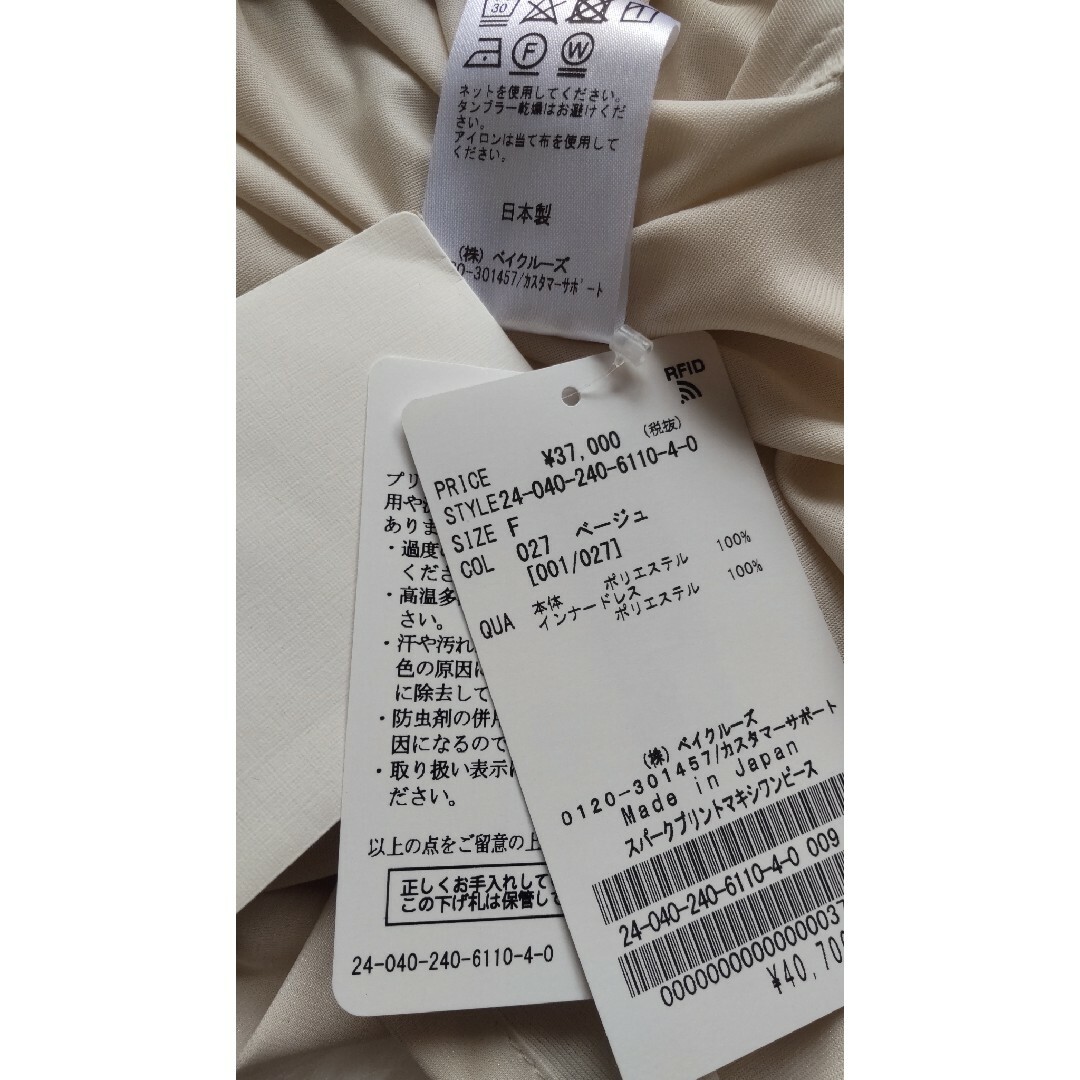 30
F W
ネットを使用してください。
タンブラー乾燥はお避けくだ
さい。
アイロンは当て布を使用して
ください。
日本製
(株) ベイクルーズ
-301457/カスタマーサポート
RFID
PRICE ¥37,000 (税抜)
STYLE24-040-240-6110-4-0
SIZE F
COL 027 ベージュ
[001/027]
QUA 本体 ポリエステル 100%
インナードレス
ポリエステル 100%
(株) ベイクルーズ
0120-301457/カスタマーサポート
Made in Japan
スパークプリントマキシワンピース
24-040-240-6110-4-0 009
¥40,70
プリ
用や
ありま
・過度
くださ
・高温多
さい。
・汗や汚れ
色の原因
に除去して
・防虫剤の併用
因になるので
・取り扱い表示
ださい。
以上の点をご留意の上
正しくお手入れして
この下げ札は保管して
24-040-240-6110-4-0